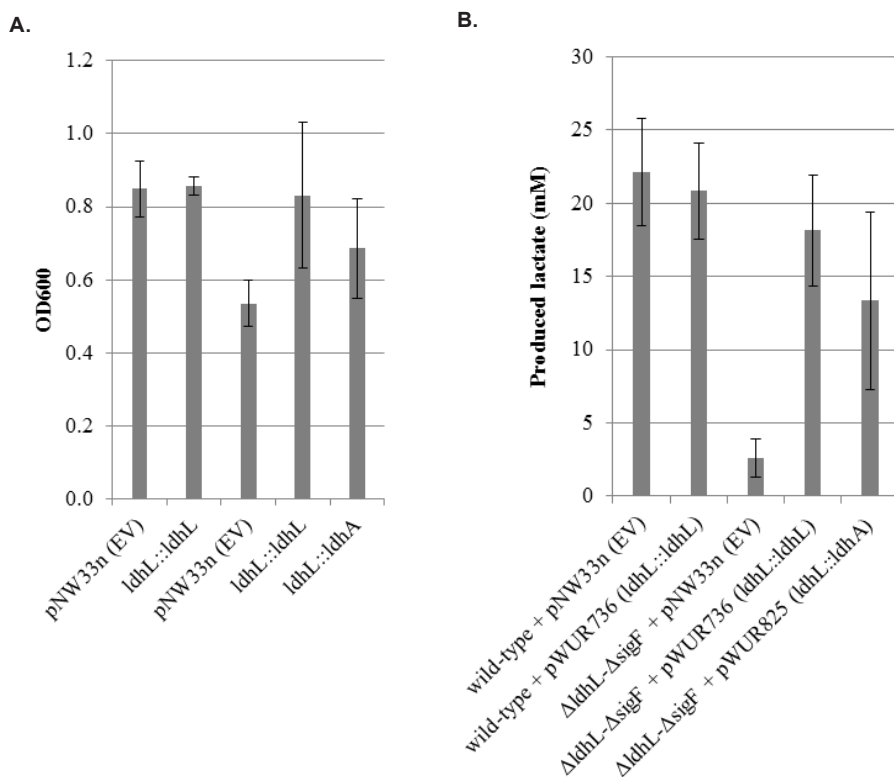 A.
OD600
1.2
1.0
0.8
0.6
0.4
0.2
0.0
pNW33n (EV)
ldhL::ldhL
pNW33n (EV)
ldhL::ldhL
ldhL::ldhA
B.
Produced lactate (mM)
30
25
20
15
10
5
0
wild-type + pNW33n (EV)
wild-type + pWUR736 (ldhL::ldhL)
ΔldhL-ΔsigF + pNW33n (EV)
ΔldhL-ΔsigF + pWUR736 (ldhL::ldhL)
ΔldhL-ΔsigF + pWUR825 (ldhL::ldhA)